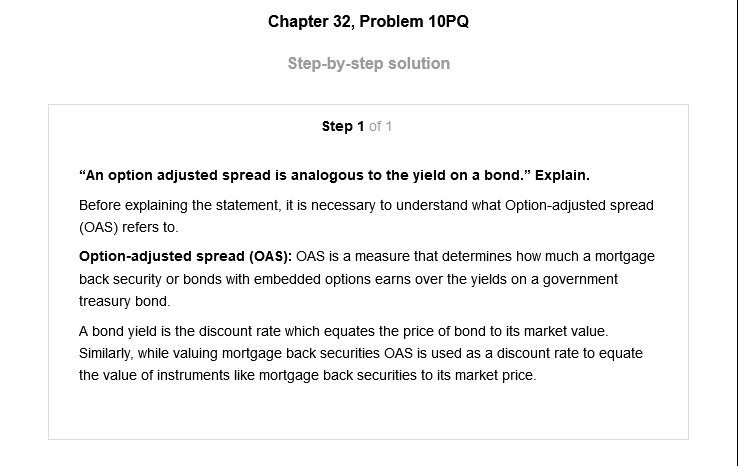 Chapter 32, Problem 10PQ
Step-by-step solution
Step 1 of 1
“An option adjusted spread is analogous to the yield on a bond.” Explain.
Before explaining the statement, it is necessary to understand what Option-adjusted spread
(OAS) refers to.
Option-adjusted spread (OAS): OAS is a measure that determines how much a mortgage
back security or bonds with embedded options earns over the yields on a government
treasury bond.
A bond yield is the discount rate which equates the price of bond to its market value.
Similarly, while valuing mortgage back securities OAS is used as a discount rate to equate
the value of instruments like mortgage back securities to its market price.